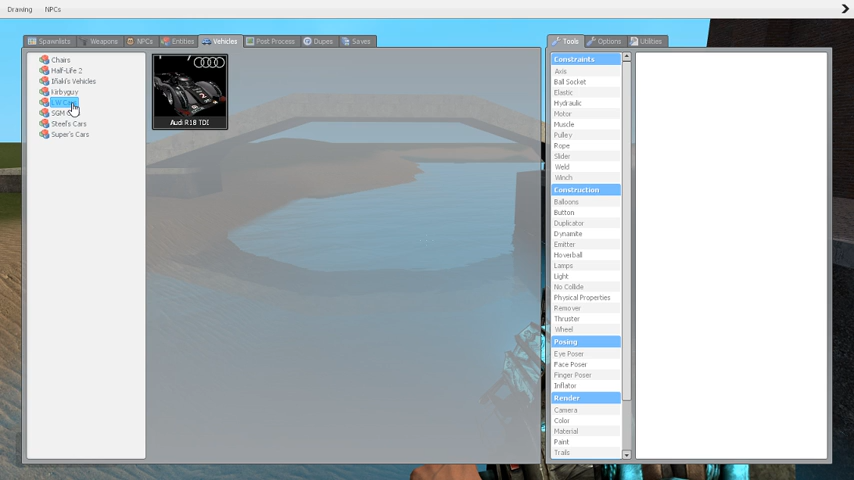 Drawing NPCs
Spawnlists Weapons NPCs Entities Vehicles Post Process Dupes Saves
Chairs
Half-Life 2
Iñaki's Vehicles
Kirbyguy
LW Cars
SGM
Steel's Cars
Super's Cars
Audi R18 TDI
Tools Options Utilities
Constraints
Axis
Ball Socket
Elastic
Hydraulic
Motor
Muscle
Pulley
Rope
Slider
Weld
Winch
Construction
Balloons
Button
Duplicator
Dynamite
Emitter
Hoverball
Lamps
Light
No Collide
Physical Properties
Remover
Thruster
Wheel
Posing
Eye Poser
Face Poser
Finger Poser
Inflator
Render
Camera
Color
Material
Paint
Trails